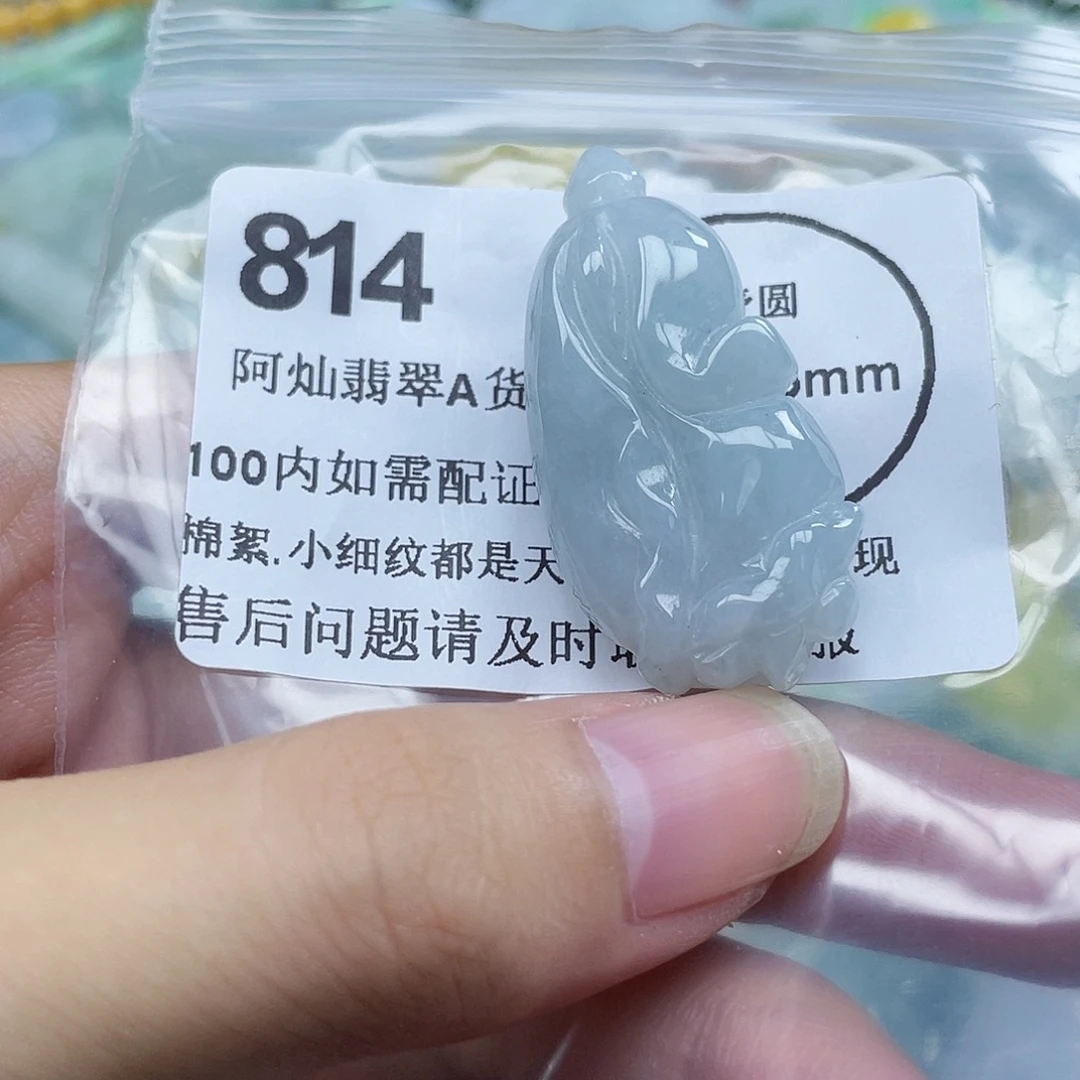 814
圆
阿灿翡翠A货
mm
100内如需配证
棉絮.小细纹都是天
现
售后问题请及时
服